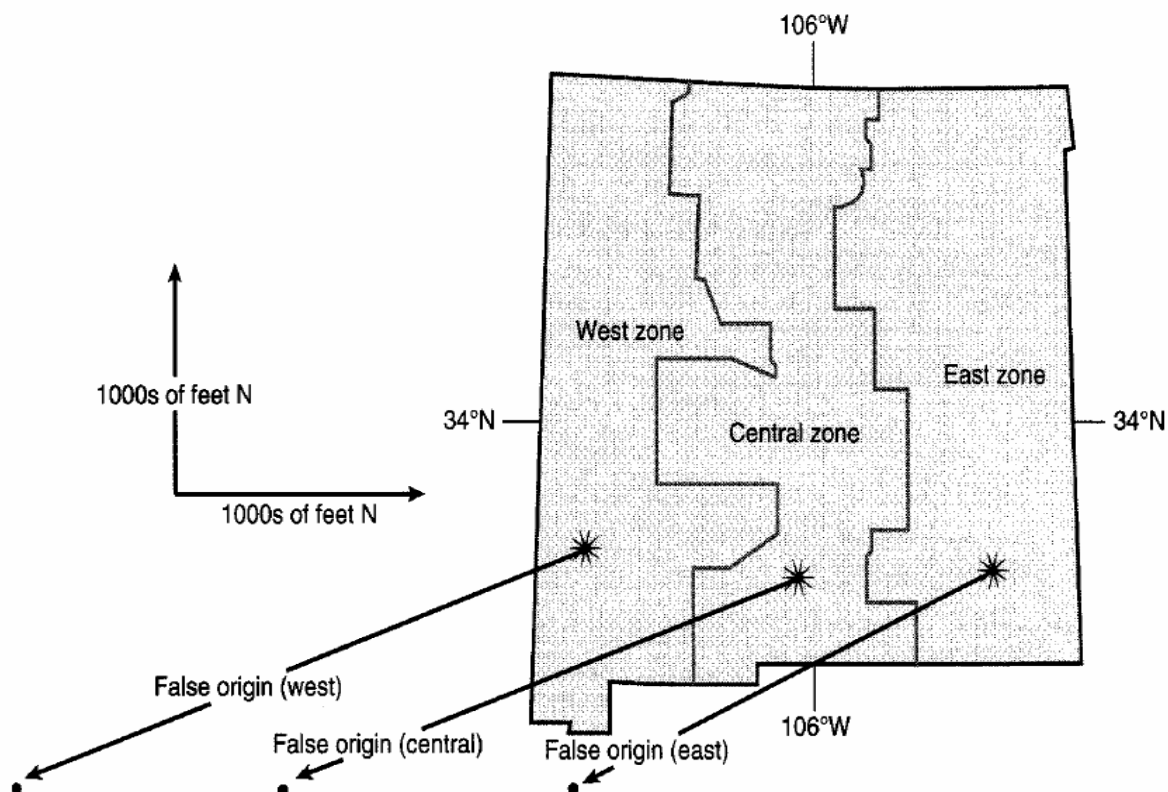 106°W
West zone
East zone
1000s of feet N
34°N
34°N
Central zone
1000s of feet N
False origin (west)
106°W
False origin (central)
False origin (east)